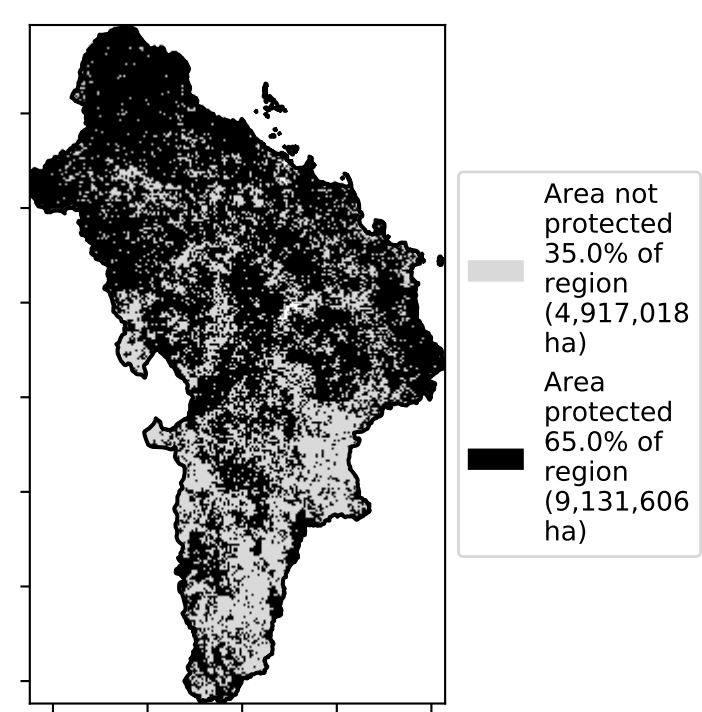 Area not
protected
35.0% of
region
(4,917,018
ha)
Area
protected
65.0% of
region
(9,131,606
ha)